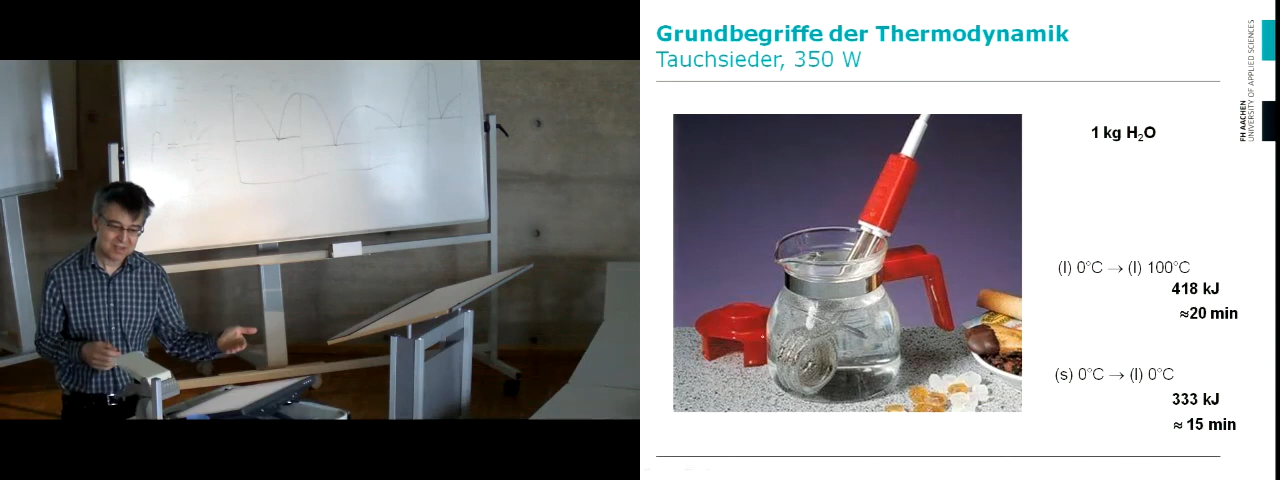 Grundbegriffe der Thermodynamik
Tauchsieder, 350 W
FH AACHEN
UNIVERSITY OF APPLIED SCIENCES
1 kg H₂O
(l) 0°C → (l) 100°C
418 kJ
≈20 min
(s) 0°C → (l) 0°C
333 kJ
≈ 15 min